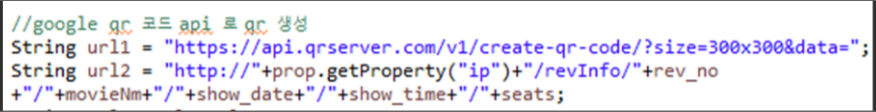 //google qr 코드 api 로 qr 생성
String url1 = "https://api.qrserver.com/v1/create-qr-code/?size=300x300&data=";
String url2 = "http://"+prop.getProperty("ip")+"/revInfo/"+rev_no
+"/"+movieNm+"/"+show_date+"/"+show_time+"/"+seats;